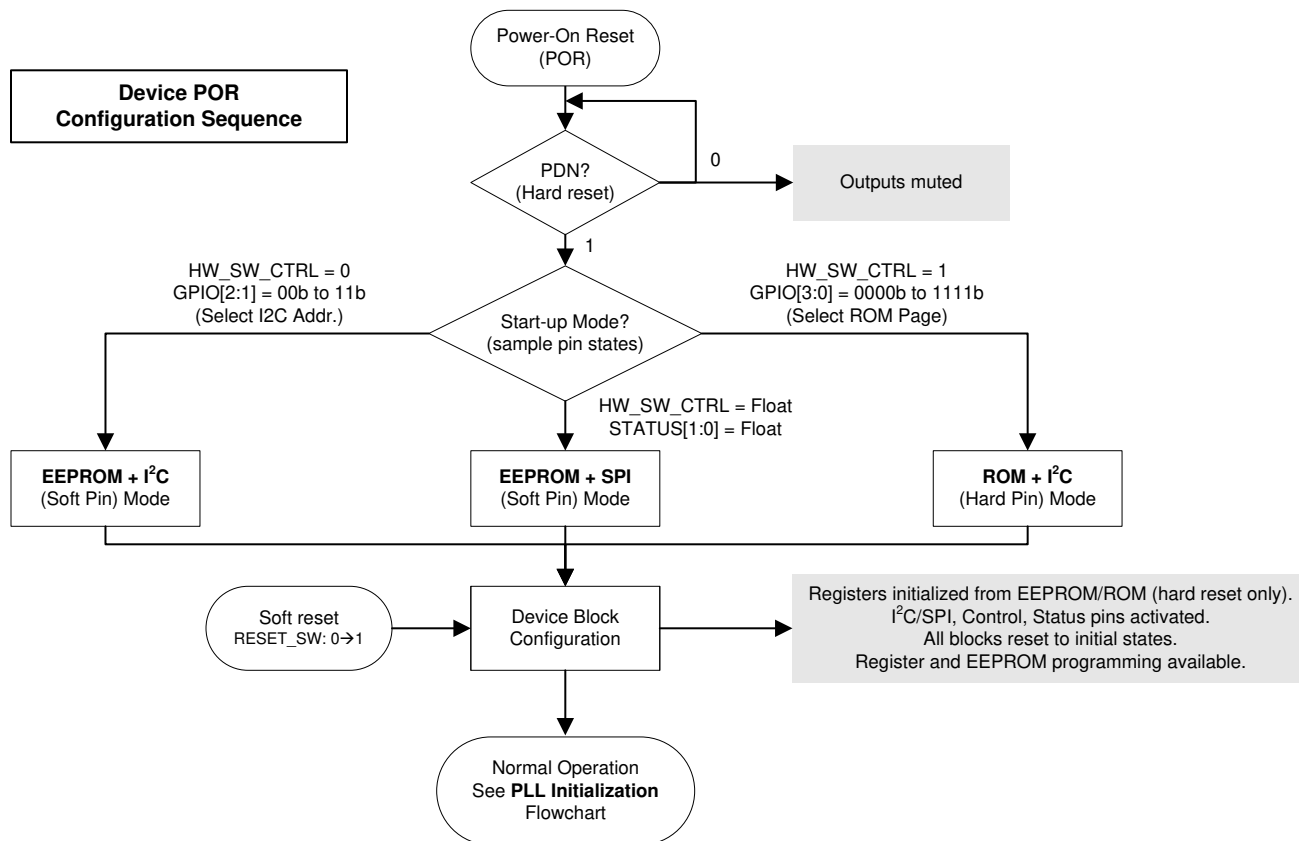 Power-On Reset
(POR)
Device POR
Configuration Sequence
PDN?
(Hard reset)
0
Outputs muted
1
HW_SW_CTRL = 0
GPIO[2:1] = 00b to 11b
(Select I2C Addr.)
HW_SW_CTRL = 1
GPIO[3:0] = 0000b to 1111b
(Select ROM Page)
Start-up Mode?
(sample pin states)
HW_SW_CTRL = Float
STATUS[1:0] = Float
EEPROM + I²C
(Soft Pin) Mode
EEPROM + SPI
(Soft Pin) Mode
ROM + I²C
(Hard Pin) Mode
Soft reset
RESET_SW: 0→1
Device Block
Configuration
Registers initialized from EEPROM/ROM (hard reset only).
I²C/SPI, Control, Status pins activated.
All blocks reset to initial states.
Register and EEPROM programming available.
Normal Operation
See PLL Initialization
Flowchart